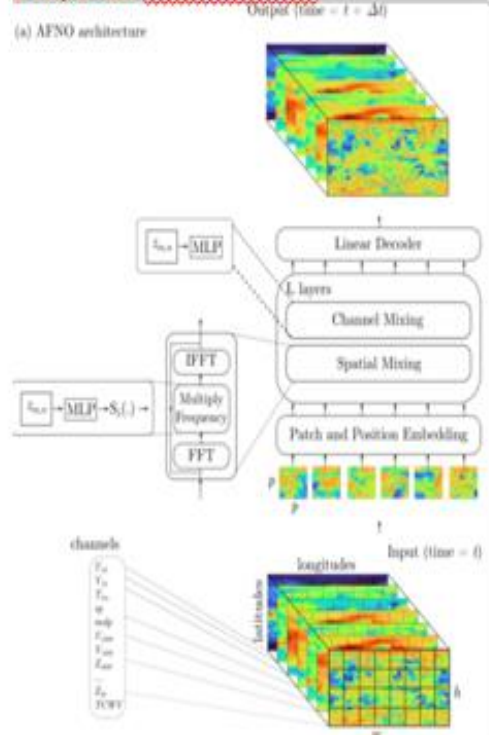 Output (time = t + Δt)
(a) AFNO architecture
Linear Decoder
MLP
L layers
Channel Mixing
IFFT
Spatial Mixing
Multiply
Frequency
MLP
FFT
Patch and Position Embedding
p
p
channels
Input (time = t)
longitudes
latitudes
h
TCWV